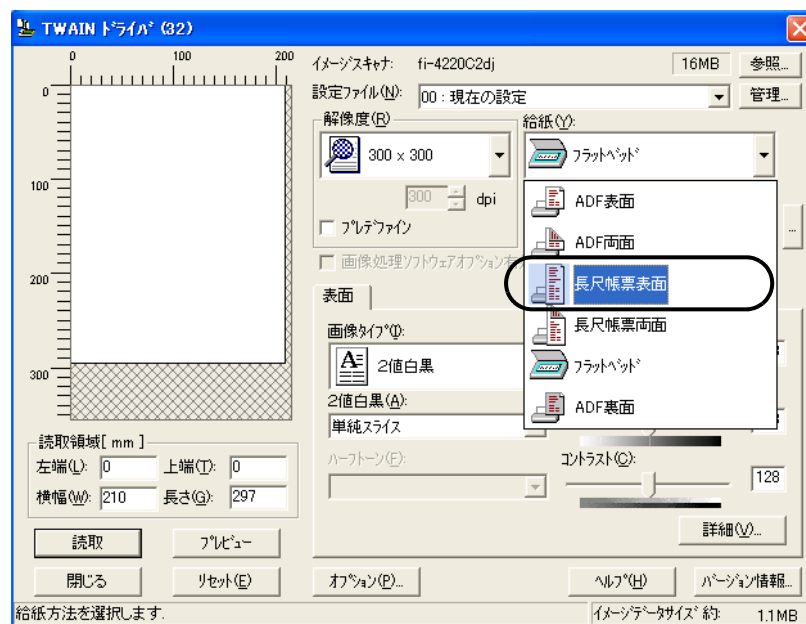 TWAIN ﾄﾞﾗｲﾊﾞ (32)
0 100 200
0
100
200
300
イメージスキャナ: fi-4220C2dj 16MB 参照...
設定ファイル(N): 00 : 現在の設定 管理...
解像度(R)
300 × 300
300 dpi
プレデファイン
画像処理ソフトウェアオプション
給紙(Y):
フラットベッド
ADF表面
ADF両面
長尺帳票表面
長尺帳票両面
フラットベッド
ADF裏面
...
表面
画像タイプ(I):
2値白黒
2値白黒(A):
単純スライス
ハーフトーン(F):
コントラスト(C):
128
詳細(V)...
読取領域[ mm ]
左端(L): 0 上端(T): 0
横幅(W): 210 長さ(G): 297
読取 プレビュー
閉じる リセット(E) オプション(P)... ヘルプ(H) バージョン情報...
給紙方法を選択します. イメージデータサイズ 約: 1.1MB